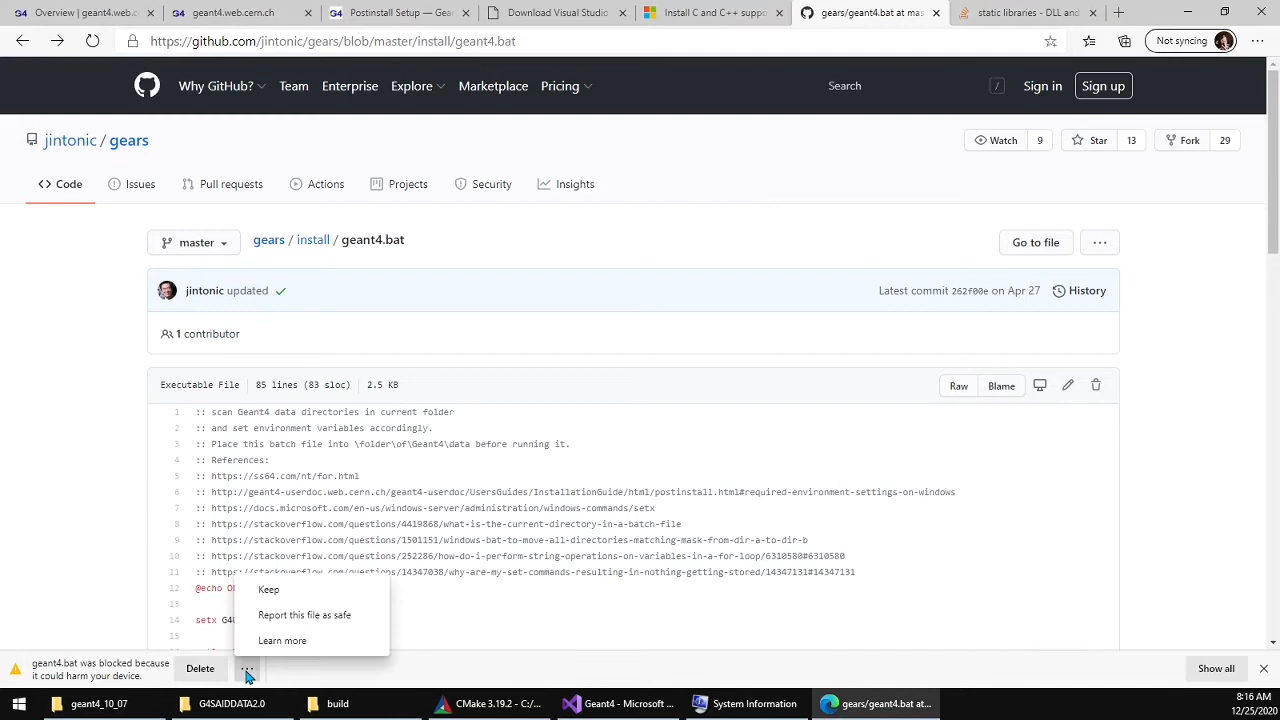 Overview | geant4.web.c
geant4.web.cern.ch
Postinstall Setup — Gea
Download Visual Studio
Install C and C++ suppo
gears/geant4.bat at mas
static libraries - DLL and
https://github.com/jintonic/gears/blob/master/install/geant4.bat
Not syncing
Why GitHub? Team Enterprise Explore Marketplace Pricing
Search /
Sign in Sign up
jintonic / gears
Watch 9 Star 13 Fork 29
Code Issues Pull requests Actions Projects Security Insights
master gears / install / geant4.bat
Go to file ...
jintonic updated
Latest commit 262f00e on Apr 27 History
1 contributor
Executable File 85 lines (83 sloc) 2.5 KB
Raw Blame
1 :: scan Geant4 data directories in current folder
2 :: and set environment variables accordingly.
3 :: Place this batch file into \folder\of\Geant4\data before running it.
4 :: References:
5 :: https://ss64.com/nt/for.html
6 :: http://geant4-userdoc.web.cern.ch/geant4-userdoc/UsersGuides/InstallationGuide/html/postinstall.html#required-environment-settings-on-windows
7 :: https://docs.microsoft.com/en-us/windows-server/administration/windows-commands/setx
8 :: https://stackoverflow.com/questions/4419868/what-is-the-current-directory-in-a-batch-file
9 :: https://stackoverflow.com/questions/1501151/windows-bat-to-move-all-directories-matching-mask-from-dir-a-to-dir-b
10 :: https://stackoverflow.com/questions/252286/how-do-i-perform-string-operations-on-variables-in-a-for-loop/6310580#6310580
11 :: https://stackoverflow.com/questions/14347038/why-are-my-set-commands-resulting-in-nothing-getting-stored/14347131#14347131
12 @echo O
13
14 setx G4
15
Keep
Report this file as safe
Learn more
geant4.bat was blocked because
it could harm your device.
Delete ...
Show all
geant4_10_07
G4SAIDDATA2.0
build
CMake 3.19.2 - C:/...
Geant4 - Microsoft ...
System Information
gears/geant4.bat at...
8:16 AM
12/25/2020